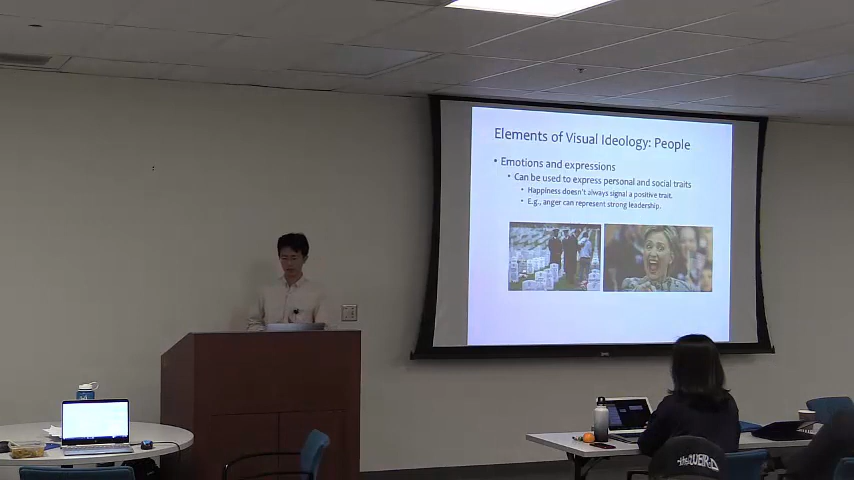 Elements of Visual Ideology: People
• Emotions and expressions
• Can be used to express personal and social traits
• Happiness doesn't always signal a positive trait.
• E.g., anger can represent strong leadership.